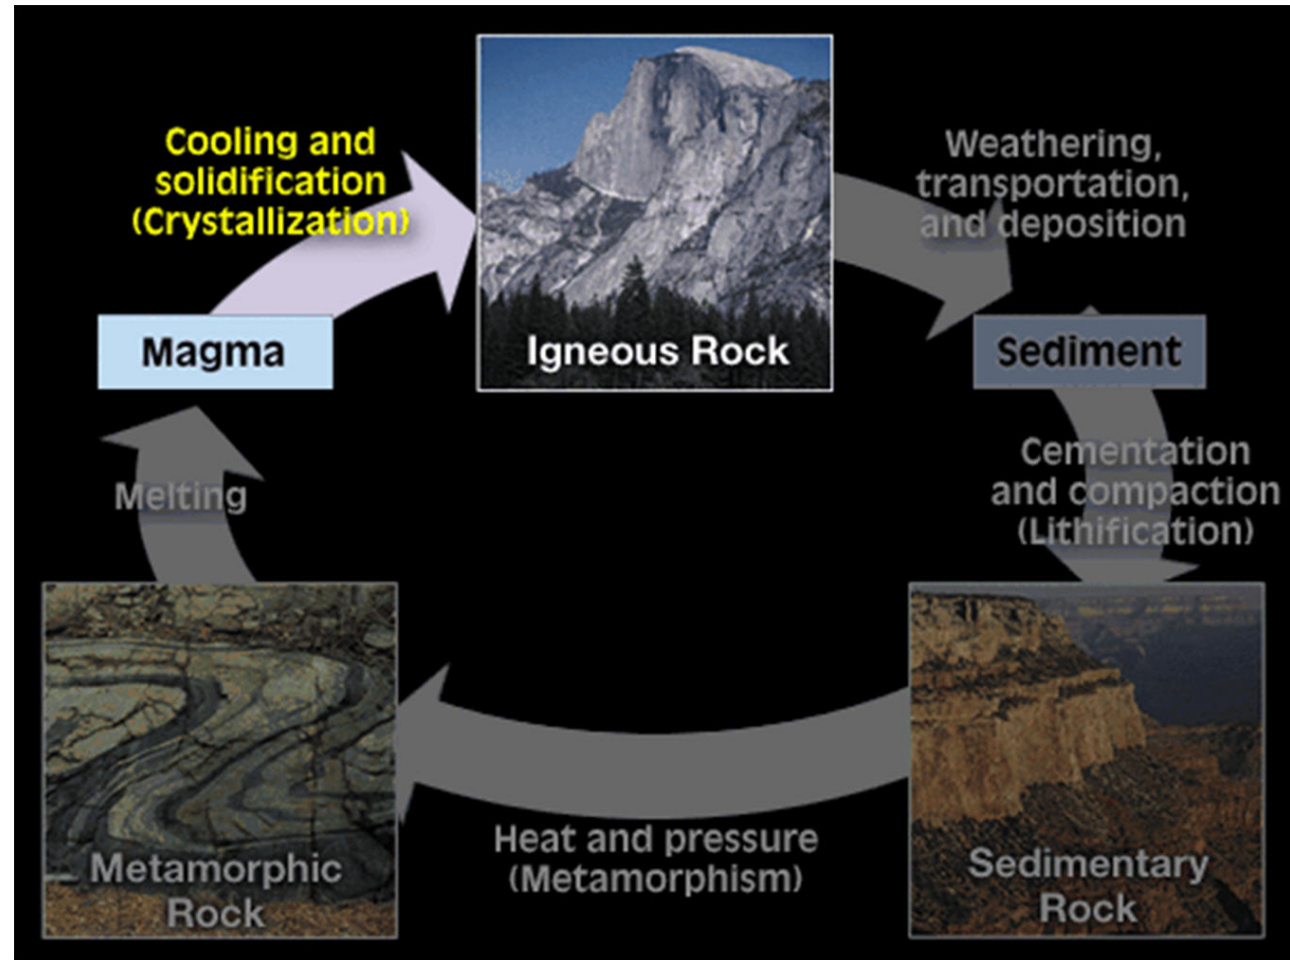 Cooling and
solidification
(Crystallization)
Igneous Rock
Weathering,
transportation,
and deposition
Magma
Sediment
Melting
Cementation
and compaction
(Lithification)
Metamorphic
Rock
Heat and pressure
(Metamorphism)
Sedimentary
Rock